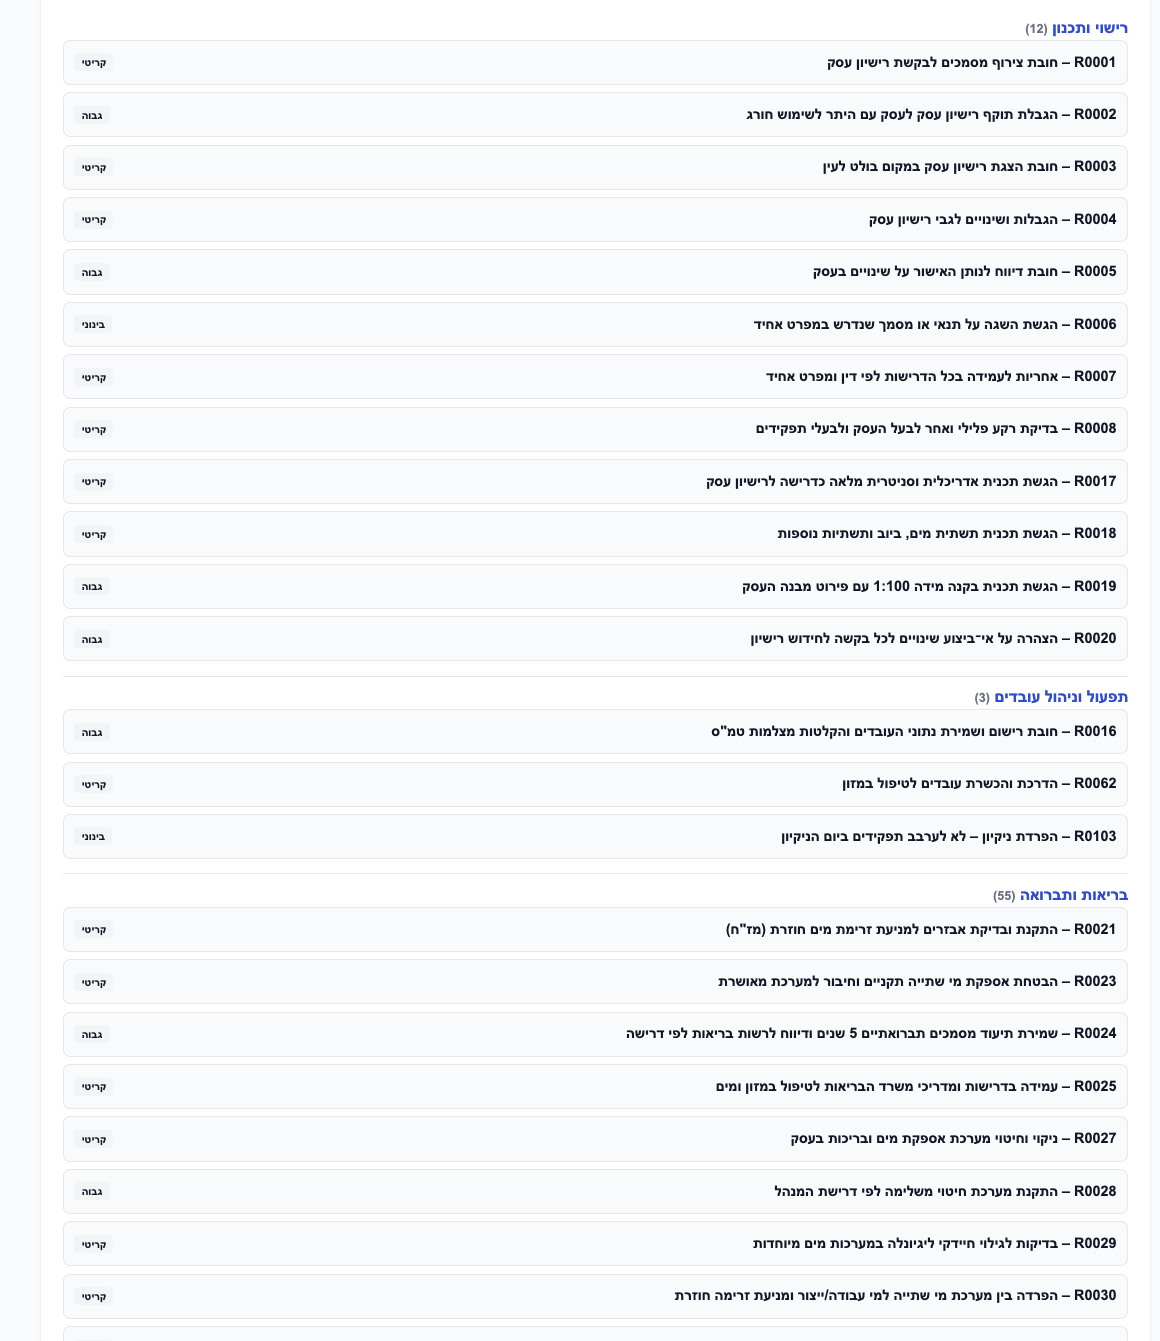 רישוי ותכנון (12)
R0001 – חובת צירוף מסמכים לבקשת רישיון עסק קריטי
R0002 – הגבלת תוקף רישיון עסק לעסק עם היתר לשימוש חורג גבוה
R0003 – חובת הצגת רישיון עסק במקום בולט לעין קריטי
R0004 – הגבלות ושינויים לגבי רישיון עסק קריטי
R0005 – חובת דיווח לנותן האישור על שינויים בעסק גבוה
R0006 – הגשת השגה על תנאי או מסמך שנדרש במפרט אחיד בינוני
R0007 – אחריות לעמידה בכל הדרישות לפי דין ומפרט אחיד קריטי
R0008 – בדיקת רקע פלילי ואחר לבעל העסק ולבעלי תפקידים קריטי
R0017 – הגשת תכנית אדריכלית וסניטרית מלאה כדרישה לרישיון עסק קריטי
R0018 – הגשת תכנית תשתית מים, ביוב ותשתיות נוספות קריטי
R0019 – הגשת תכנית בקנה מידה 1:100 עם פירוט מבנה העסק גבוה
R0020 – הצהרה על אי־ביצוע שינויים לכל בקשה לחידוש רישיון גבוה
תפעול וניהול עובדים (3)
R0016 – חובת רישום ושמירת נתוני העובדים והקלטות מצלמות טמ"ס גבוה
R0062 – הדרכת והכשרת עובדים לטיפול במזון קריטי
R0103 – הפרדת ניקיון – לא לערבב תפקידים ביום הניקיון בינוני
בריאות ותברואה (55)
R0021 – התקנת ובדיקת אבזרים למניעת זרימת מים חוזרת (מז"ח) קריטי
R0023 – הבטחת אספקת מי שתייה תקניים וחיבור למערכת מאושרת קריטי
R0024 – שמירת תיעוד מסמכים תברואתיים 5 שנים ודיווח לרשות בריאות לפי דרישה גבוה
R0025 – עמידה בדרישות ומדריכי משרד הבריאות לטיפול במזון ומים קריטי
R0027 – ניקוי וחיטוי מערכת אספקת מים ובריכות בעסק קריטי
R0028 – התקנת מערכת חיטוי משלימה לפי דרישת המנהל גבוה
R0029 – בדיקות לגילוי חיידקי ליגיונלה במערכות מים מיוחדות קריטי
R0030 – הפרדה בין מערכת מי שתייה למי עבודה/ייצור ומניעת זרימה חוזרת קריטי